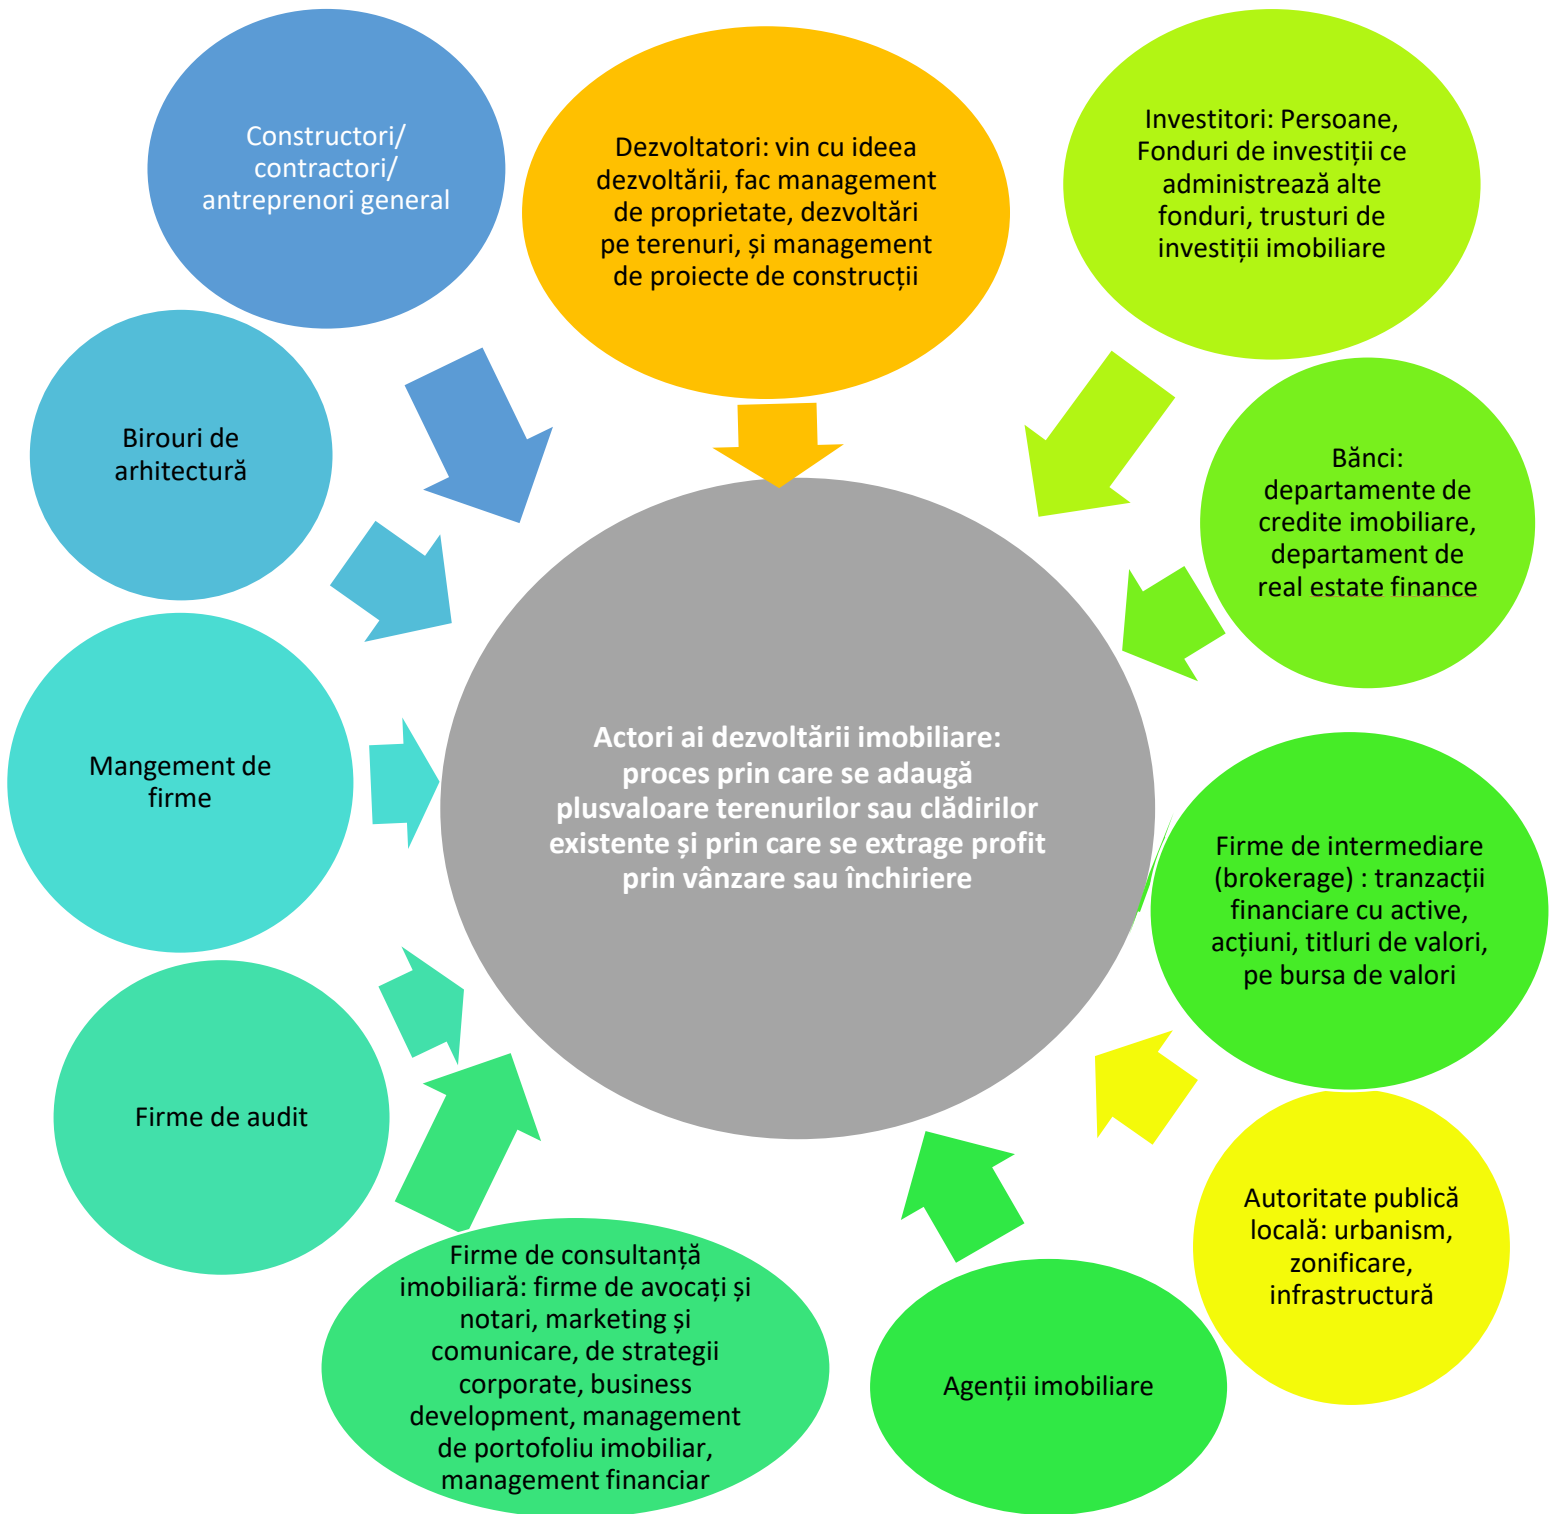 Constructori/
contractori/
antreprenori general
Dezvoltatori: vin cu ideea
dezvoltării, fac management
de proprietate, dezvoltări
pe terenuri, și management
de proiecte de construcții
Investitori: Persoane,
Fonduri de investiții ce
administrează alte
fonduri, trusturi de
investiții imobiliare
Birouri de
arhitectură
Bănci:
departamente de
credite imobiliare,
departament de
real estate finance
Mangement de
firme
Actori ai dezvoltării imobiliare:
proces prin care se adaugă
plusvaloare terenurilor sau clădirilor
existente și prin care se extrage profit
prin vânzare sau închiriere
Firme de intermediare
(brokerage) : tranzacții
financiare cu active,
acțiuni, titluri de valori,
pe bursa de valori
Firme de audit
Autoritate publică
locală: urbanism,
zonificare,
infrastructură
Firme de consultanță
imobiliară: firme de avocați și
notari, marketing și
comunicare, de strategii
corporate, business
development, management
de portofoliu imobiliar,
management financiar
Agenții imobiliare